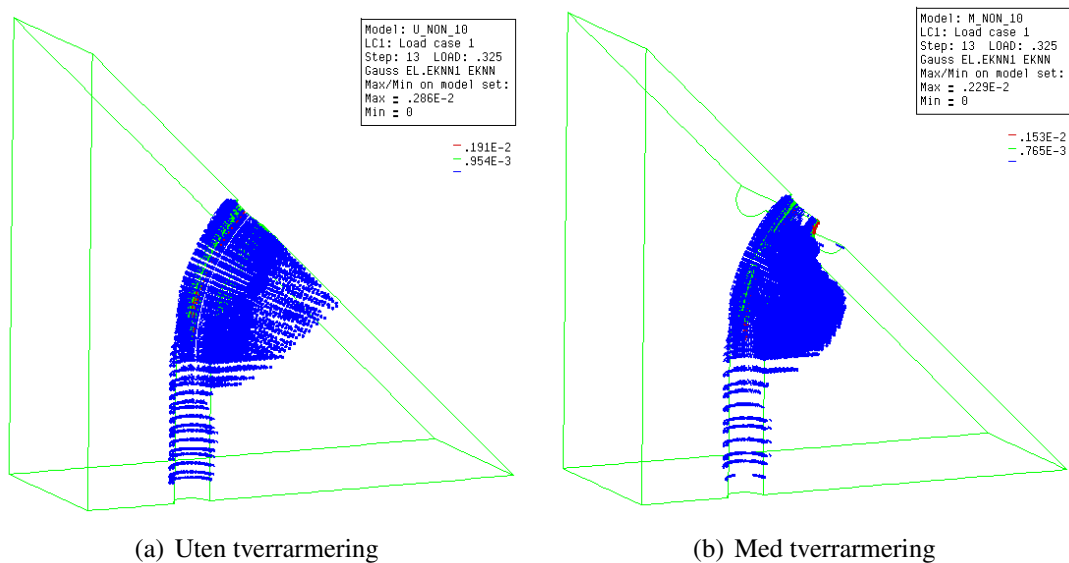 Model: U_NON_10
LC1: Load case 1
Step: 13 LOAD: .325
Gauss EL.EKNN1 EKNN
Max/Min on model set:
Max = .286E-2
Min = 0
.191E-2
.954E-3
(a) Uten tverrarmering
Model: M_NON_10
LC1: Load case 1
Step: 13 LOAD: .325
Gauss EL.EKNN1 EKNN
Max/Min on model set:
Max = .229E-2
Min = 0
.153E-2
.765E-3
(b) Med tverrarmering